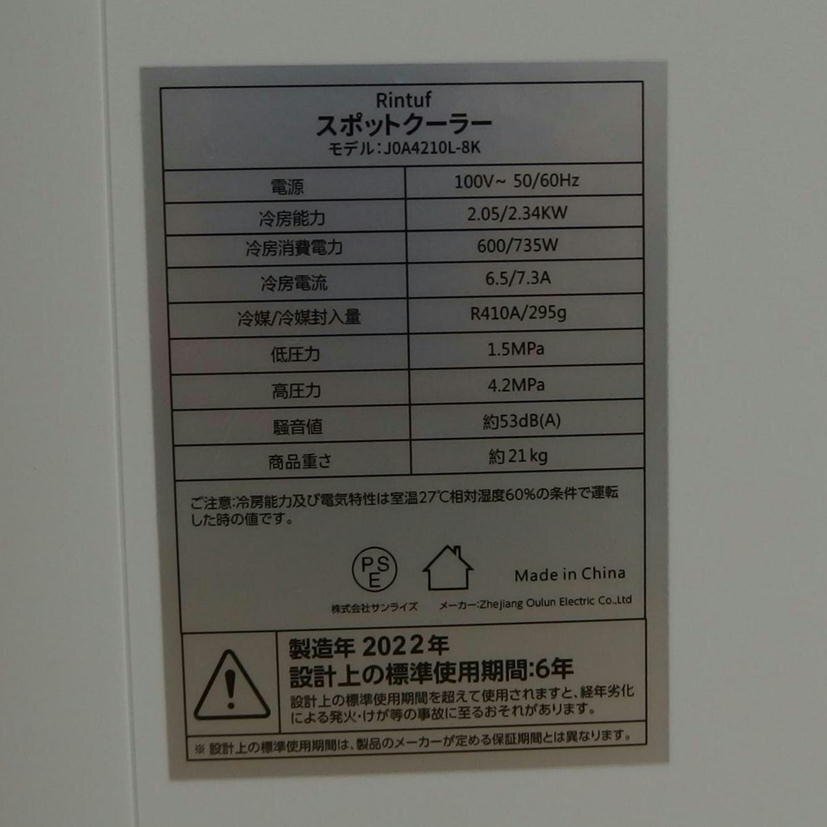 Rintuf
スポットクーラー
モデル:J0A4210L-8K
電源 100V~ 50/60Hz
冷房能力 2.05/2.34KW
冷房消費電力 600/735W
冷房電流 6.5/7.3A
冷媒/冷媒封入量 R410A/295g
低圧力 1.5MPa
高圧力 4.2MPa
騒音値 約53dB(A)
商品重さ 約21kg
ご注意:冷房能力及び電気特性は室温27℃相対湿度60%の条件で運転
した時の値です。
PS
E
Made in China
株式会社サンライズ メーカー:Zhejiang Oulun Electric Co.,Ltd
製造年 2022年
設計上の標準使用期間:6年
設計上の標準使用期間を超えて使用されますと、経年劣化
による発火・けが等の事故に至るおそれがあります。
※ 設計上の標準使用期間は、製品のメーカーが定める保証期間とは異なります。